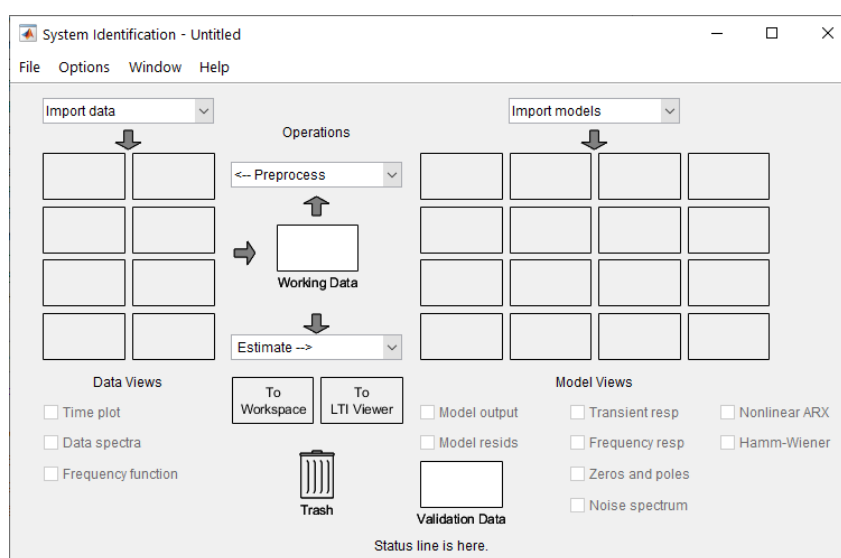 System Identification - Untitled
File Options Window Help
Import data
Import models
Operations
<-- Preprocess
Working Data
Estimate -->
Data Views
Model Views
To
Workspace
To
LTI Viewer
Time plot
Data spectra
Frequency function
Model output
Transient resp
Nonlinear ARX
Model resids
Frequency resp
Hamm-Wiener
Zeros and poles
Noise spectrum
Trash
Validation Data
Status line is here.